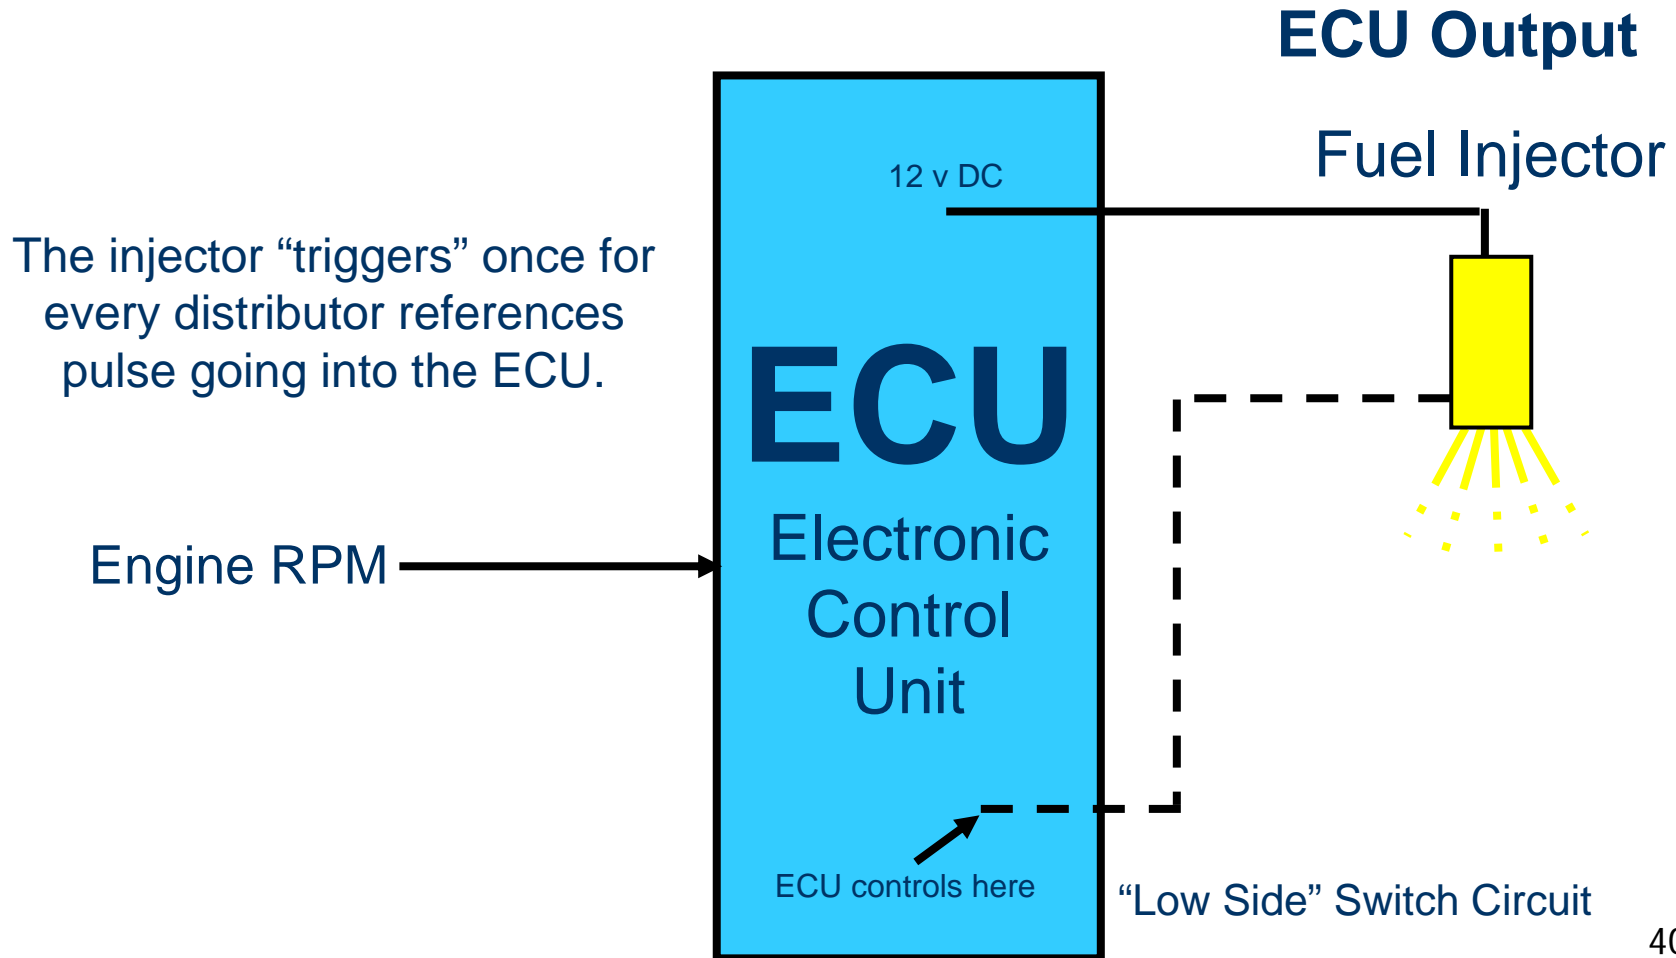 ECU Output
Fuel Injector
12 v DC
The injector “triggers” once for
every distributor references
pulse going into the ECU.
ECU
Electronic
Control
Unit
Engine RPM
ECU controls here
“Low Side” Switch Circuit
40